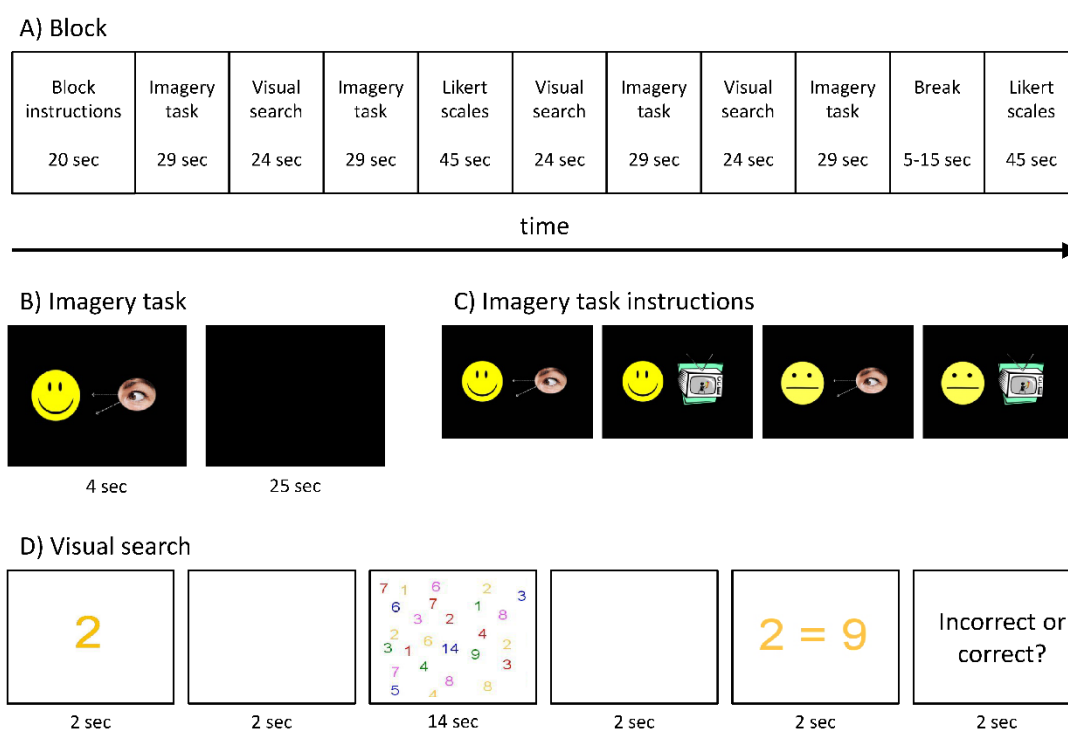 A) Block
Block instructions 20 sec
Imagery task 29 sec
Visual search 24 sec
Imagery task 29 sec
Likert scales 45 sec
Visual search 24 sec
Imagery task 29 sec
Visual search 24 sec
Imagery task 29 sec
Break 5-15 sec
Likert scales 45 sec
time
B) Imagery task
4 sec
25 sec
C) Imagery task instructions
D) Visual search
2
7 1 6 2 3
6 7 1 8
3 2
2 6 4 2
3 1 14 9 3
7 4 8 8
5 4
2 = 9
Incorrect or
correct?
2 sec
2 sec
14 sec
2 sec
2 sec
2 sec